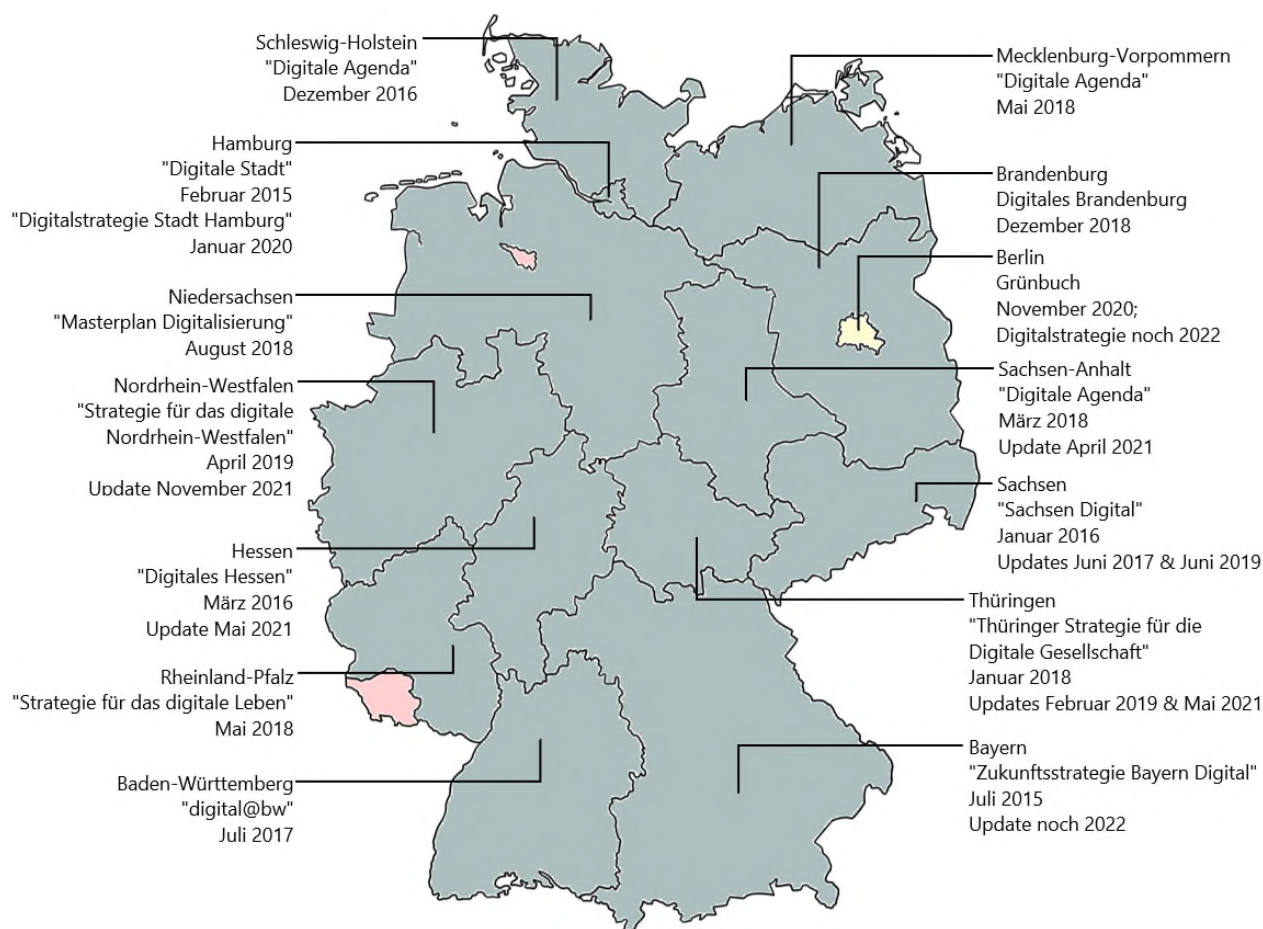 Schleswig-Holstein
"Digitale Agenda"
Dezember 2016
Hamburg
"Digitale Stadt"
Februar 2015
"Digitalstrategie Stadt Hamburg"
Januar 2020
Niedersachsen
"Masterplan Digitalisierung"
August 2018
Nordrhein-Westfalen
"Strategie für das digitale
Nordrhein-Westfalen"
April 2019
Update November 2021
Hessen
"Digitales Hessen"
März 2016
Update Mai 2021
Rheinland-Pfalz
"Strategie für das digitale Leben"
Mai 2018
Baden-Württemberg
"digital@bw"
Juli 2017
Mecklenburg-Vorpommern
"Digitale Agenda"
Mai 2018
Brandenburg
Digitales Brandenburg
Dezember 2018
Berlin
Grünbuch
November 2020;
Digitalstrategie noch 2022
Sachsen-Anhalt
"Digitale Agenda"
März 2018
Update April 2021
Sachsen
"Sachsen Digital"
Januar 2016
Updates Juni 2017 & Juni 2019
Thüringen
"Thüringer Strategie für die
Digitale Gesellschaft"
Januar 2018
Updates Februar 2019 & Mai 2021
Bayern
"Zukunftsstrategie Bayern Digital"
Juli 2015
Update noch 2022